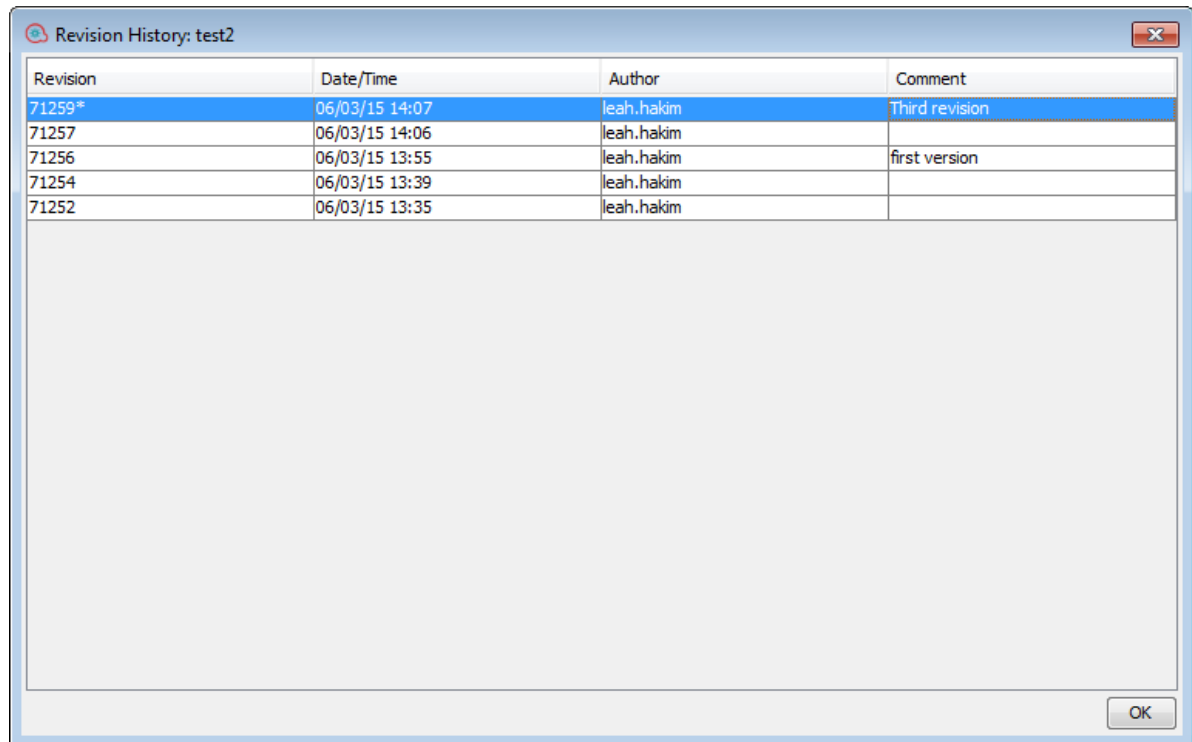 Revision History: test2
Revision Date/Time Author Comment
71259* 06/03/15 14:07 leah.hakim Third revision
71257 06/03/15 14:06 leah.hakim
71256 06/03/15 13:55 leah.hakim first version
71254 06/03/15 13:39 leah.hakim
71252 06/03/15 13:35 leah.hakim
OK